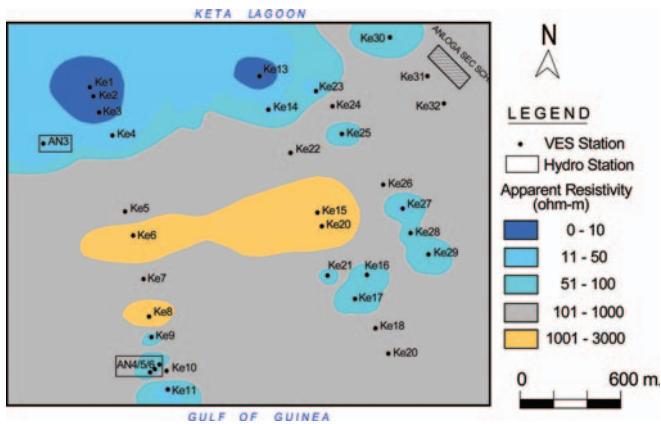 KETA LAGOON
Ke30
ANLOGA SEC SCH.
N
Ke13
Ke31
Ke1
Ke2
Ke23
Ke3
Ke14
Ke24
Ke32
Ke4
Ke25
AN3
Ke22
Ke26
Ke5
Ke15
Ke27
Ke6
Ke20
Ke28
Ke29
Ke7
Ke21
Ke16
Ke17
Ke8
Ke18
Ke9
Ke20
AN4/5/6
Ke10
Ke11
GULF OF GUINEA
LEGEND
VES Station
Hydro Station
Apparent Resistivity
(ohm-m)
0 - 10
11 - 50
51 - 100
101 - 1000
1001 - 3000
0 600 m.